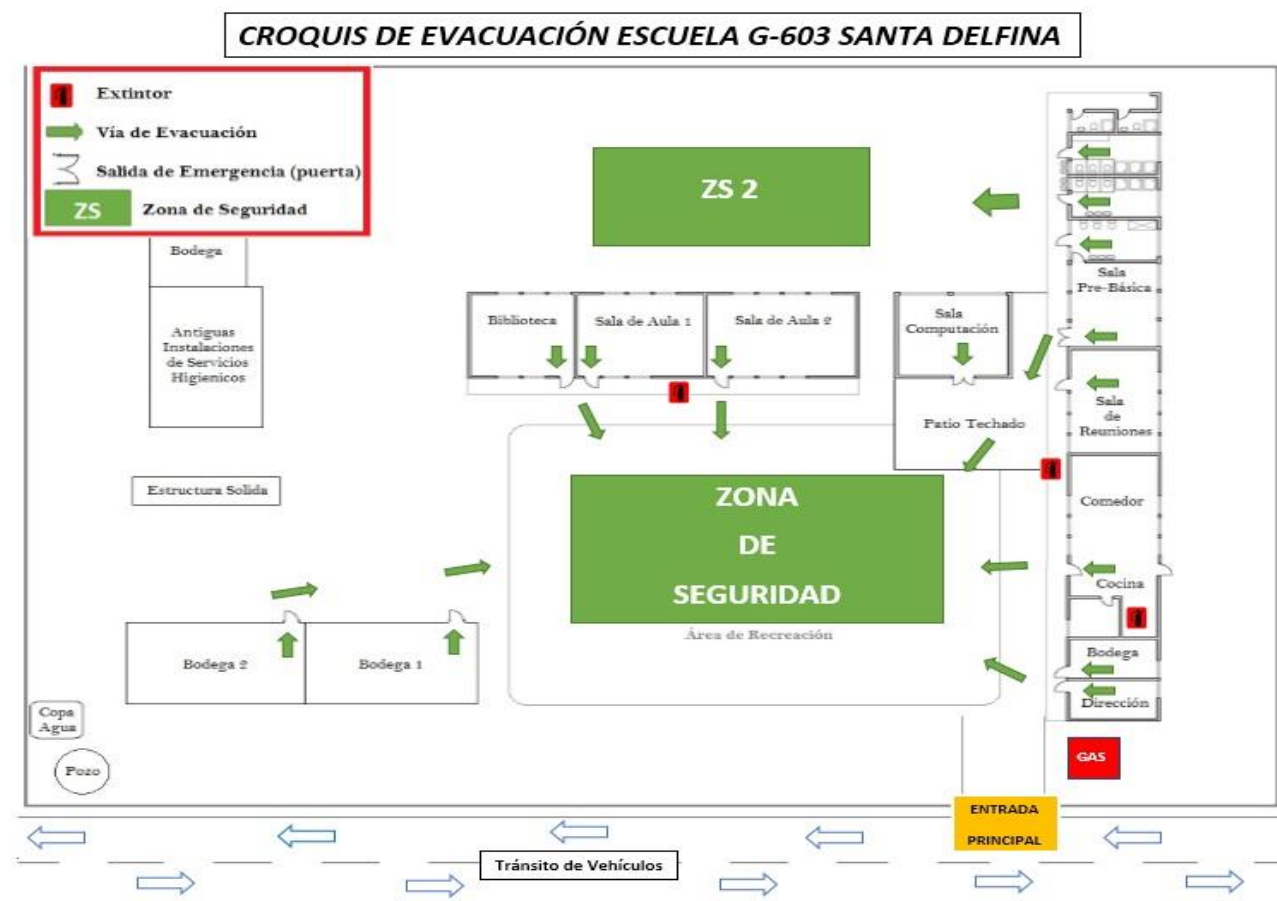 CROQUIS DE EVACUACIÓN ESCUELA G-603 SANTA DELFINA
Extintor
Vía de Evacuación
Salida de Emergencia (puerta)
ZS
Zona de Seguridad
Bodega
Antiguas
Instalaciones
de Servicios
Higienicos
Estructura Solida
ZS 2
Biblioteca
Sala de Aula 1
Sala de Aula 2
Sala
Computación
Patio Techado
Sala
Pre-Básica
Sala
de
Reuniones
Comedor
Cocina
Bodega
Dirección
ZONA
DE
SEGURIDAD
Área de Recreación
Bodega 2
Bodega 1
Copa
Agua
Pozo
GAS
ENTRADA
PRINCIPAL
Tránsito de Vehículos